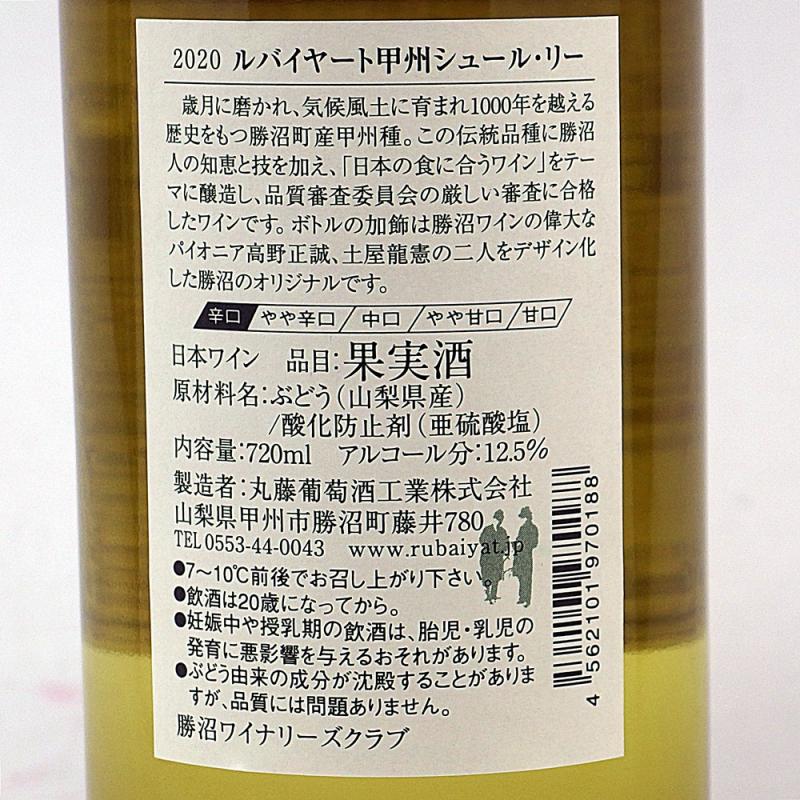 2020 ルバイヤート甲州シュール・リー
歳月に磨かれ、気候風土に育まれ1000年を越える
歴史をもつ勝沼町産甲州種。この伝統品種に勝沼
人の知恵と技を加え、「日本の食に合うワイン」をテー
マに醸造し、品質審査委員会の厳しい審査に合格
したワインです。ボトルの加飾は勝沼ワインの偉大な
パイオニア高野正誠、土屋龍憲の二人をデザイン化
した勝沼のオリジナルです。
辛口/やや辛口/中口/やや甘口/甘口
日本ワイン 品目:果実酒
原材料名:ぶどう(山梨県産)
/酸化防止剤(亜硫酸塩)
内容量:720ml アルコール分:12.5%
製造者:丸藤葡萄酒工業株式会社
山梨県甲州市勝沼町藤井780
TEL 0553-44-0043 www.rubaiyat.jp
●7〜10℃前後でお召し上がり下さい。
●飲酒は20歳になってから。
●妊娠中や授乳期の飲酒は、胎児・乳児の
発育に悪影響を与えるおそれがあります。
●ぶどう由来の成分が沈殿することがありま
すが、品質には問題ありません。
勝沼ワイナリーズクラブ
4 562101 970188